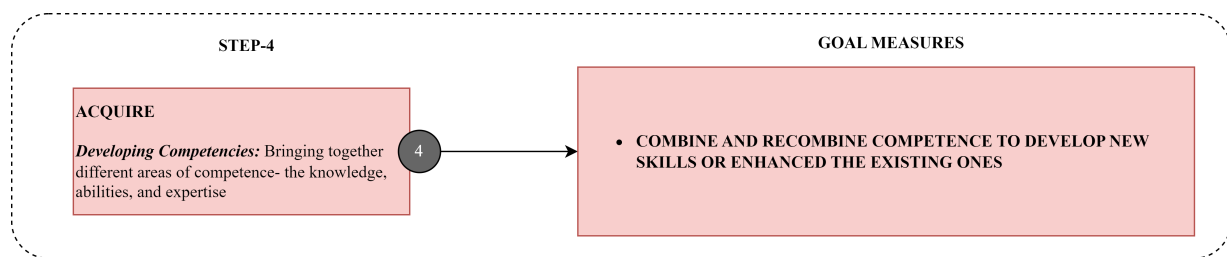 STEP-4
GOAL MEASURES
ACQUIRE
Developing Competencies: Bringing together
different areas of competence- the knowledge,
abilities, and expertise
4
• COMBINE AND RECOMBINE COMPETENCE TO DEVELOP NEW
SKILLS OR ENHANCED THE EXISTING ONES